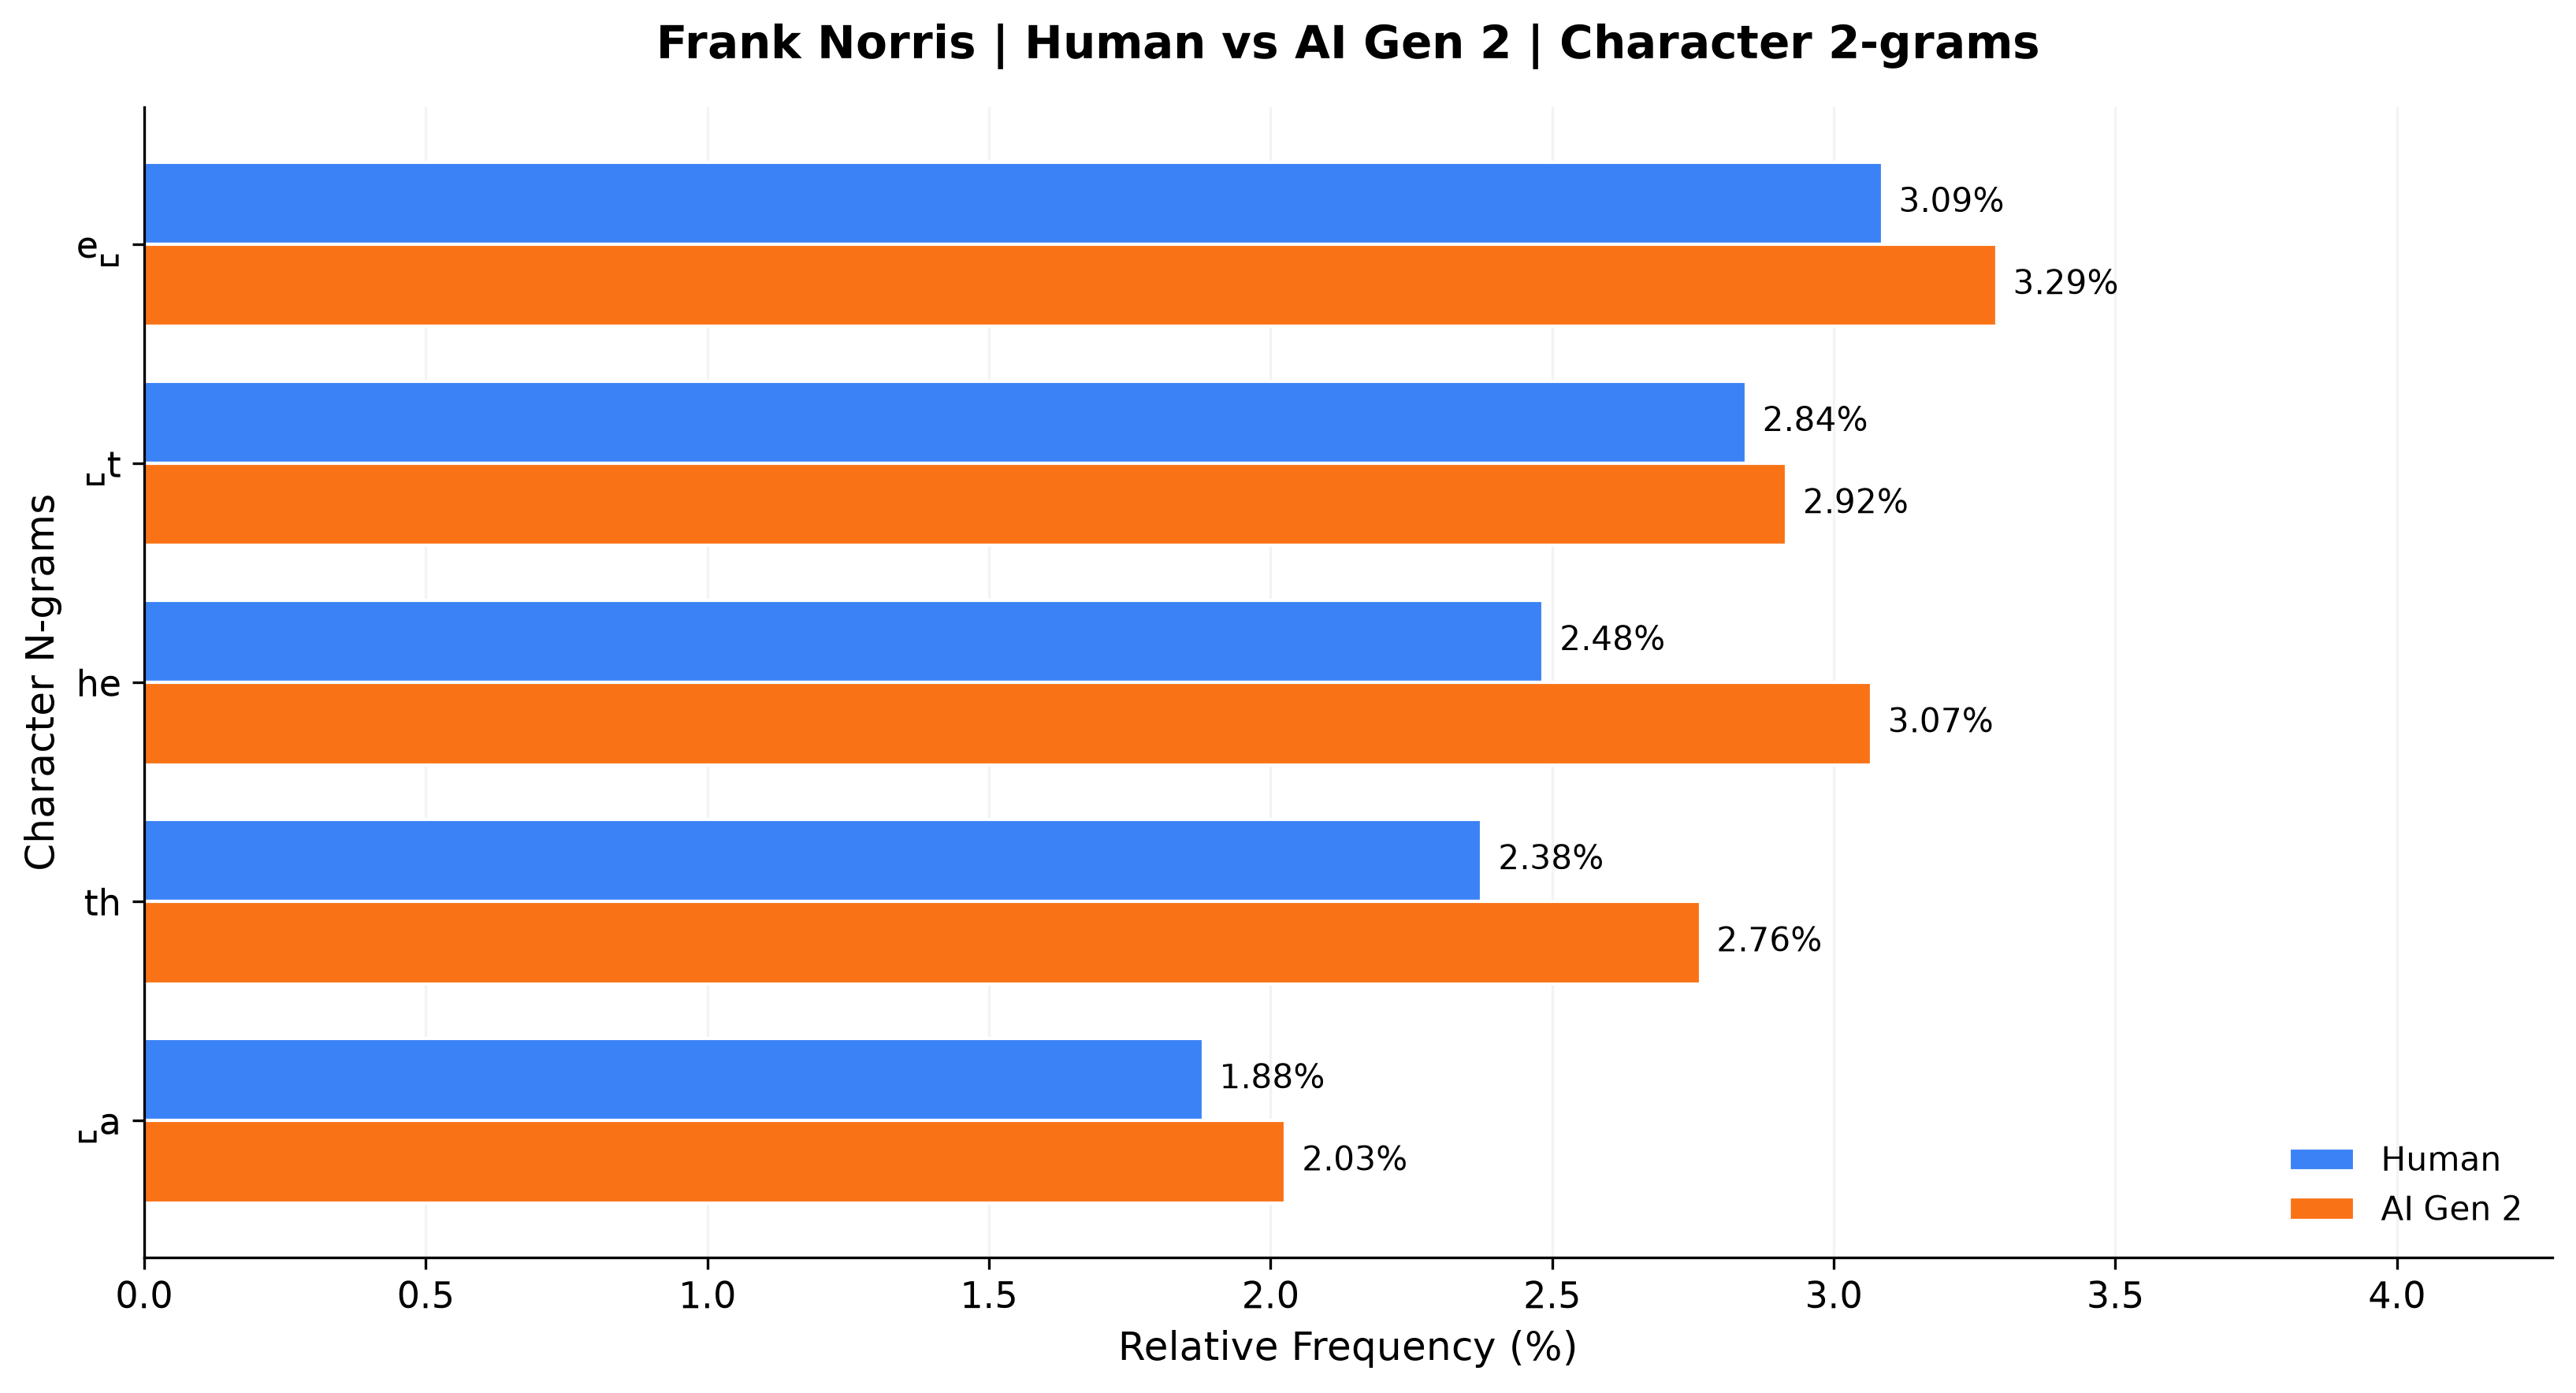 Frank Norris | Human vs AI Gen 2 | Character 2-grams
Character N-grams
e␣
3.09%
3.29%
␣t
2.84%
2.92%
he
2.48%
3.07%
th
2.38%
2.76%
␣a
1.88%
2.03%
Human
AI Gen 2
0.0 0.5 1.0 1.5 2.0 2.5 3.0 3.5 4.0
Relative Frequency (%)